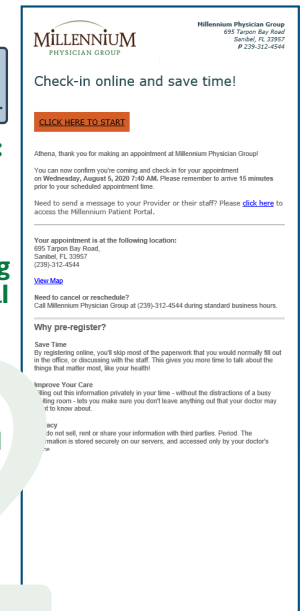 MILLENNIUM
PHYSICIAN GROUP
Millennium Physician Group
695 Tarpon Bay Road
Sanibel, FL 33957
P 239-312-4544
Check-in online and save time!
CLICK HERE TO START
Athena, thank you for making an appointment at Millennium Physician Group!
You can now confirm you're coming and check-in for your appointment
on Wednesday, August 5, 2020 7:40 AM. Please remember to arrive 15 minutes
prior to your scheduled appointment time.
Need to send a message to your Provider or their staff? Please click here to
access the Millennium Patient Portal.
Your appointment is at the following location:
695 Tarpon Bay Road,
Sanibel, FL 33957
(239)-312-4544
View Map
Need to cancel or reschedule?
Call Millennium Physician Group at (239)-312-4544 during standard business hours.
Why pre-register?
Save Time
By registering online, you'll skip most of the paperwork that you would normally fill out
in the office, or discussing with the staff. This gives you more time to talk about the
things that matter most, like your health!
Improve Your Care
out this information privately in your time - without the distractions of a busy
room - lets you make sure you don't leave anything out that your doctor may
to know about.
do not sell, rent or share your information with third parties. Period. The
is stored securely on our servers, and accessed only by your doctor's